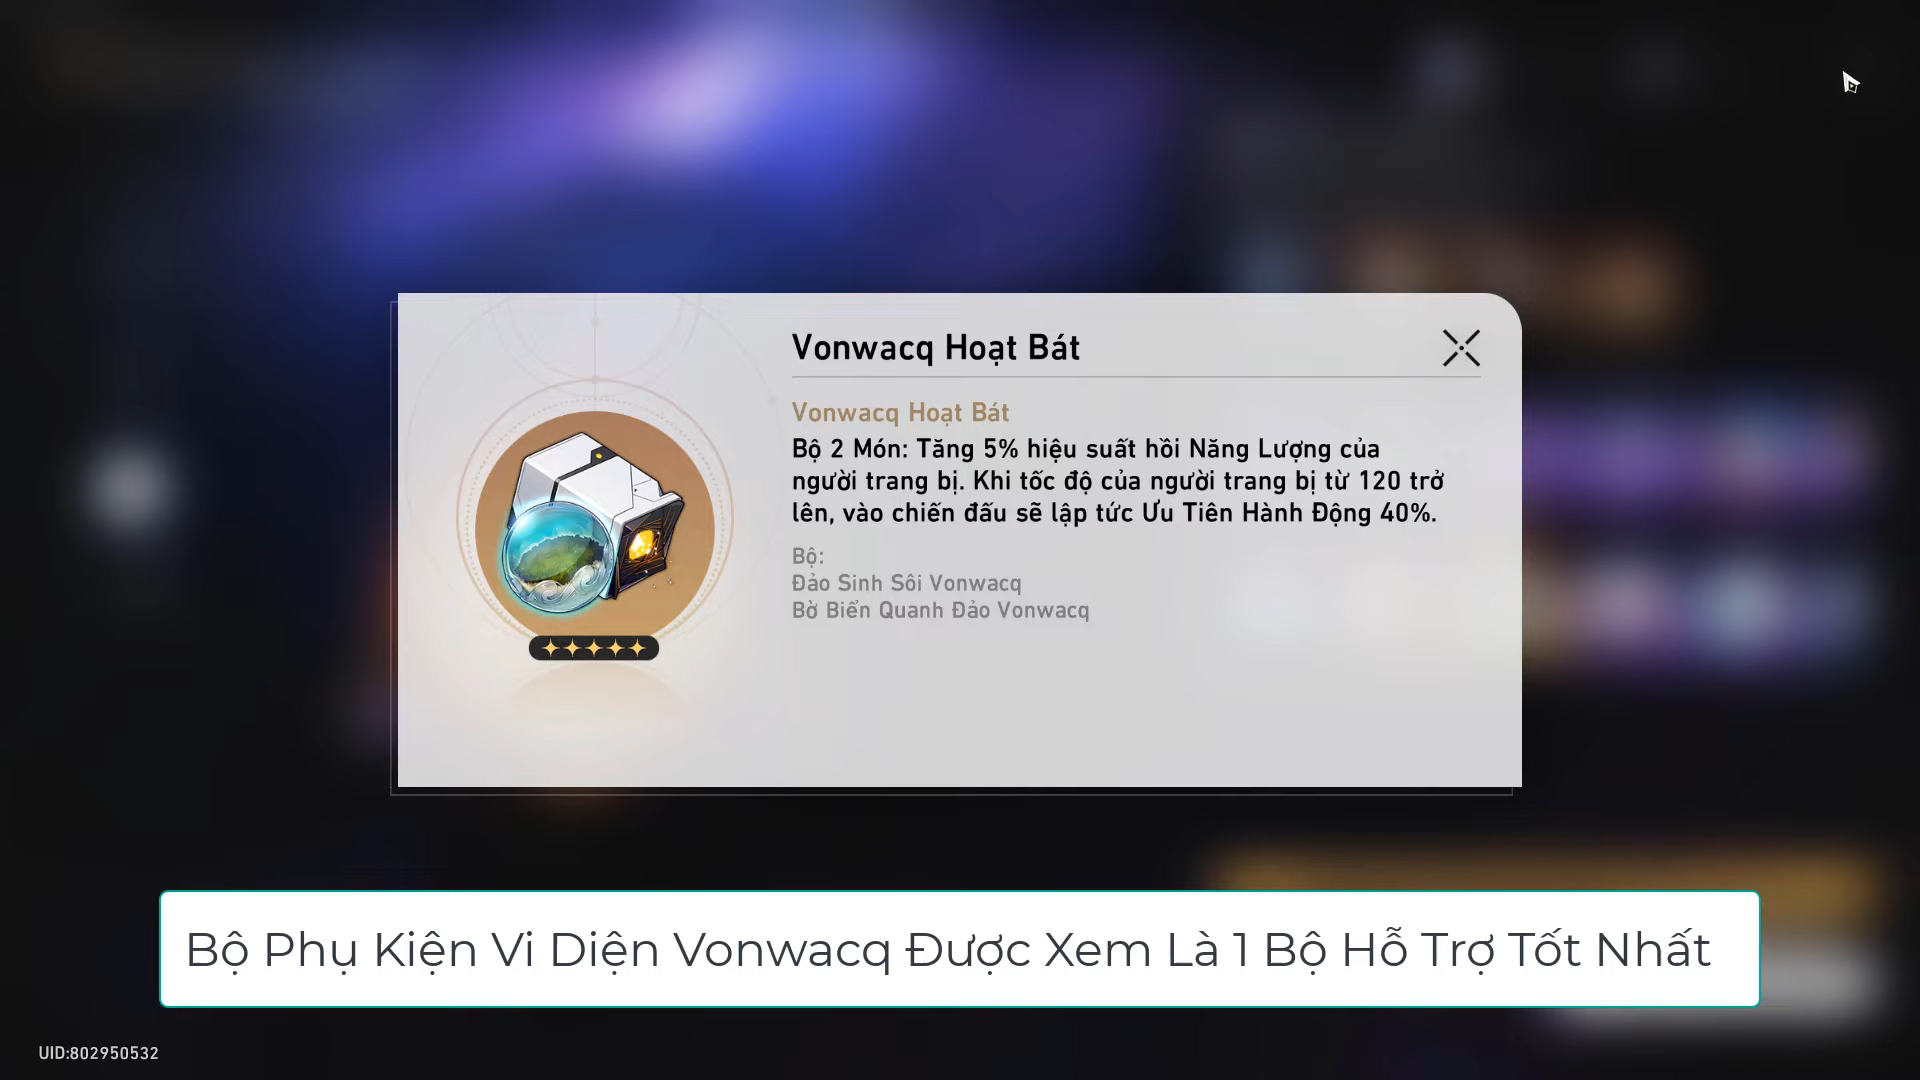 Vonwacq Hoạt Bát
Vonwacq Hoạt Bát
Bộ 2 Món: Tăng 5% hiệu suất hồi Năng Lượng của
người trang bị. Khi tốc độ của người trang bị từ 120 trở
lên, vào chiến đấu sẽ lập tức Ưu Tiên Hành Động 40%.
Bộ:
Đảo Sinh Sôi Vonwacq
Bờ Biển Quanh Đảo Vonwacq
Bộ Phụ Kiện Vi Diện Vonwacq Được Xem Là 1 Bộ Hỗ Trợ Tốt Nhất
UID:802950532